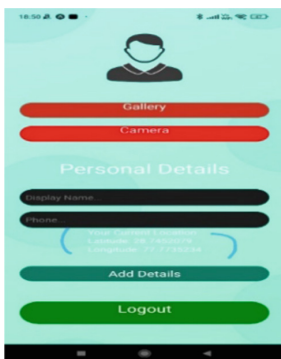 18:50
Gallery
Camera
Personal Details
Display Name...
Phone...
Your Current Location
Latitude:
Longitude:
Add Details
Logout